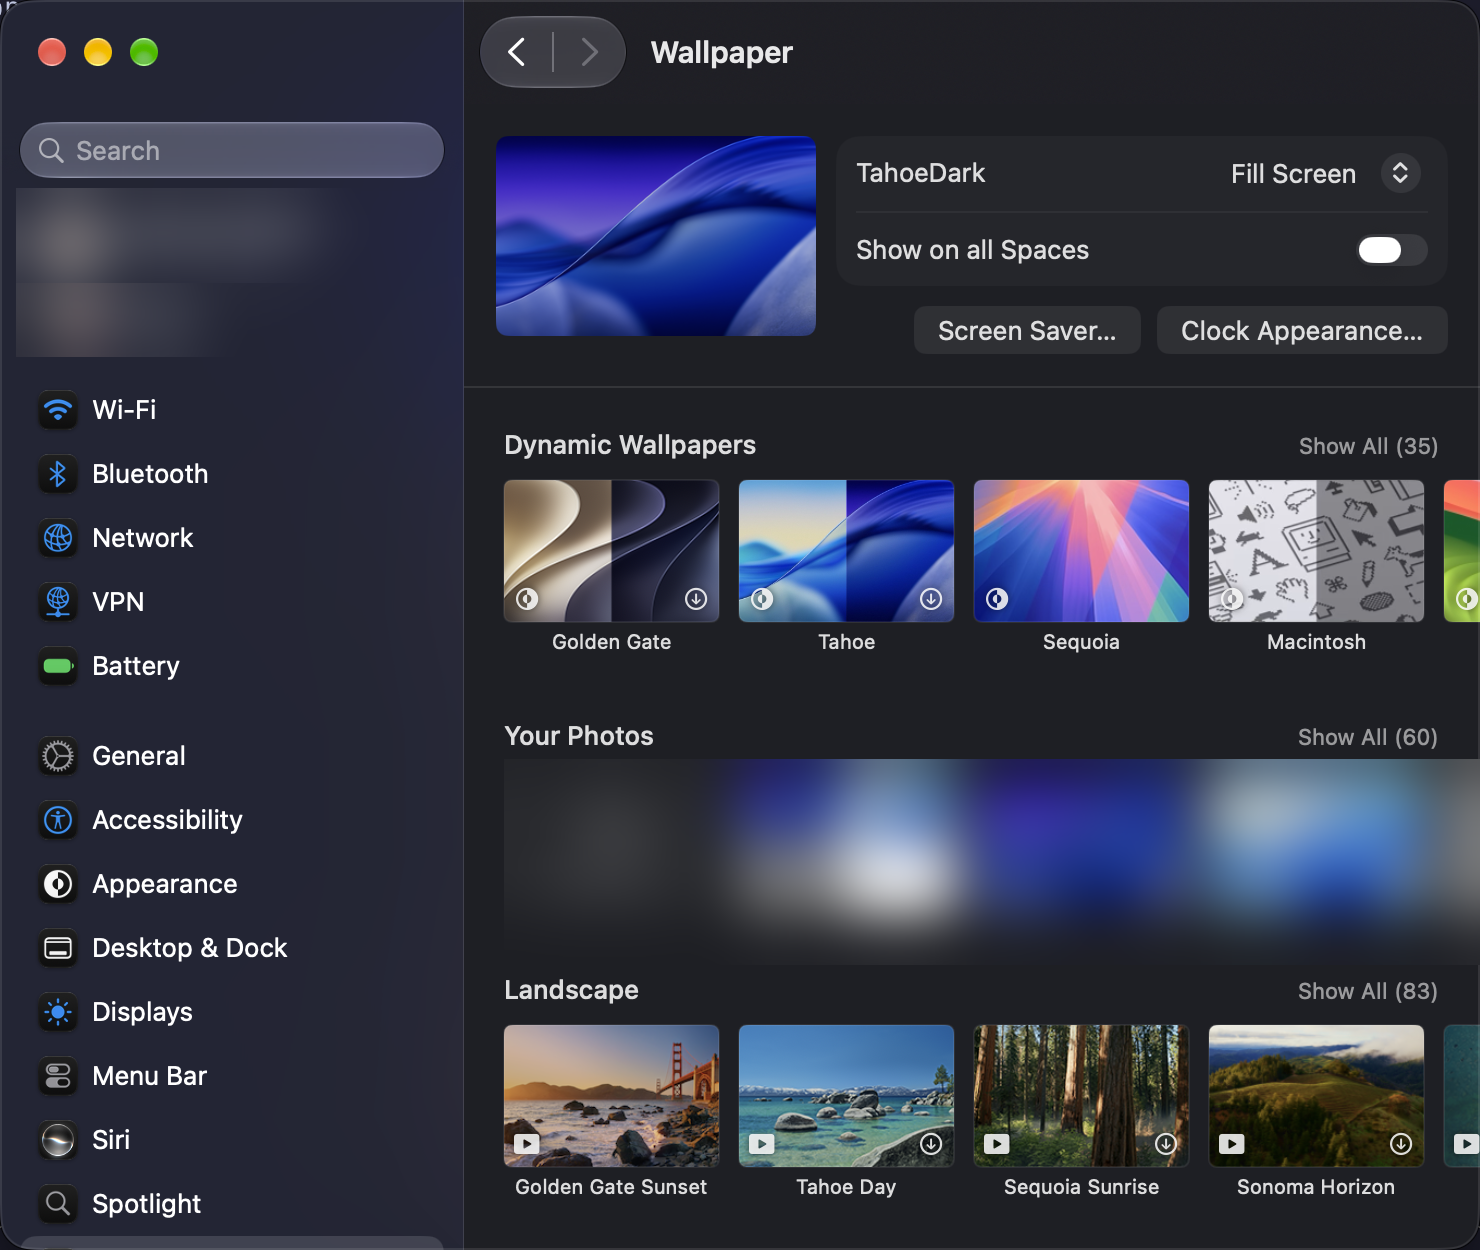 Search
Wi-Fi
Bluetooth
Network
VPN
Battery
General
Accessibility
Appearance
Desktop & Dock
Displays
Menu Bar
Siri
Spotlight
Wallpaper
TahoeDark
Fill Screen
Show on all Spaces
Screen Saver...
Clock Appearance...
Dynamic Wallpapers
Show All (35)
Golden Gate
Tahoe
Sequoia
Macintosh
Your Photos
Show All (60)
Landscape
Show All (83)
Golden Gate Sunset
Tahoe Day
Sequoia Sunrise
Sonoma Horizon